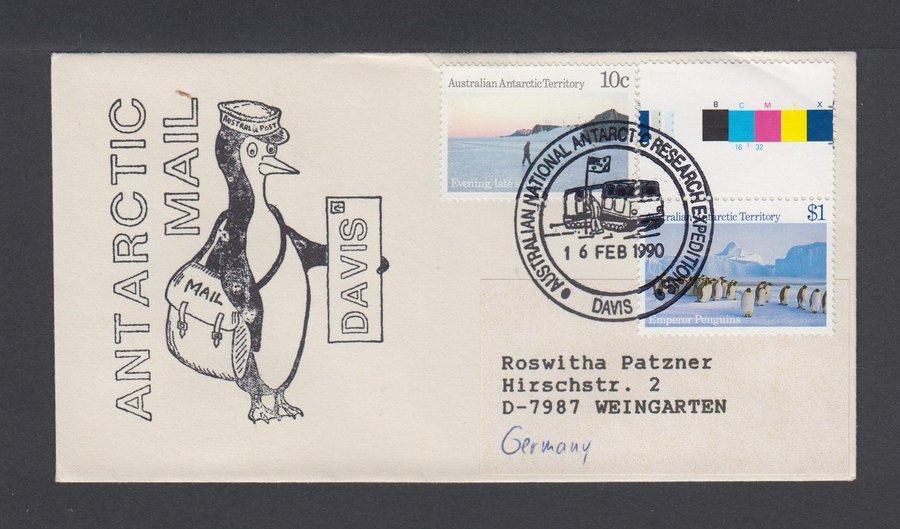 ANTARCTIC
MAIL
AUSTRALIA POST
MAIL
DAVIS
Australian Antarctic Territory
10c
Evening, late
B C M Y X
16 32
Australian Antarctic Territory
$1
Emperor Penguins
AUSTRALIAN NATIONAL ANTARCTIC RESEARCH EXPEDITIONS
16 FEB 1990
DAVIS
Roswitha Patzner
Hirschstr. 2
D-7987 WEINGARTEN
Germany